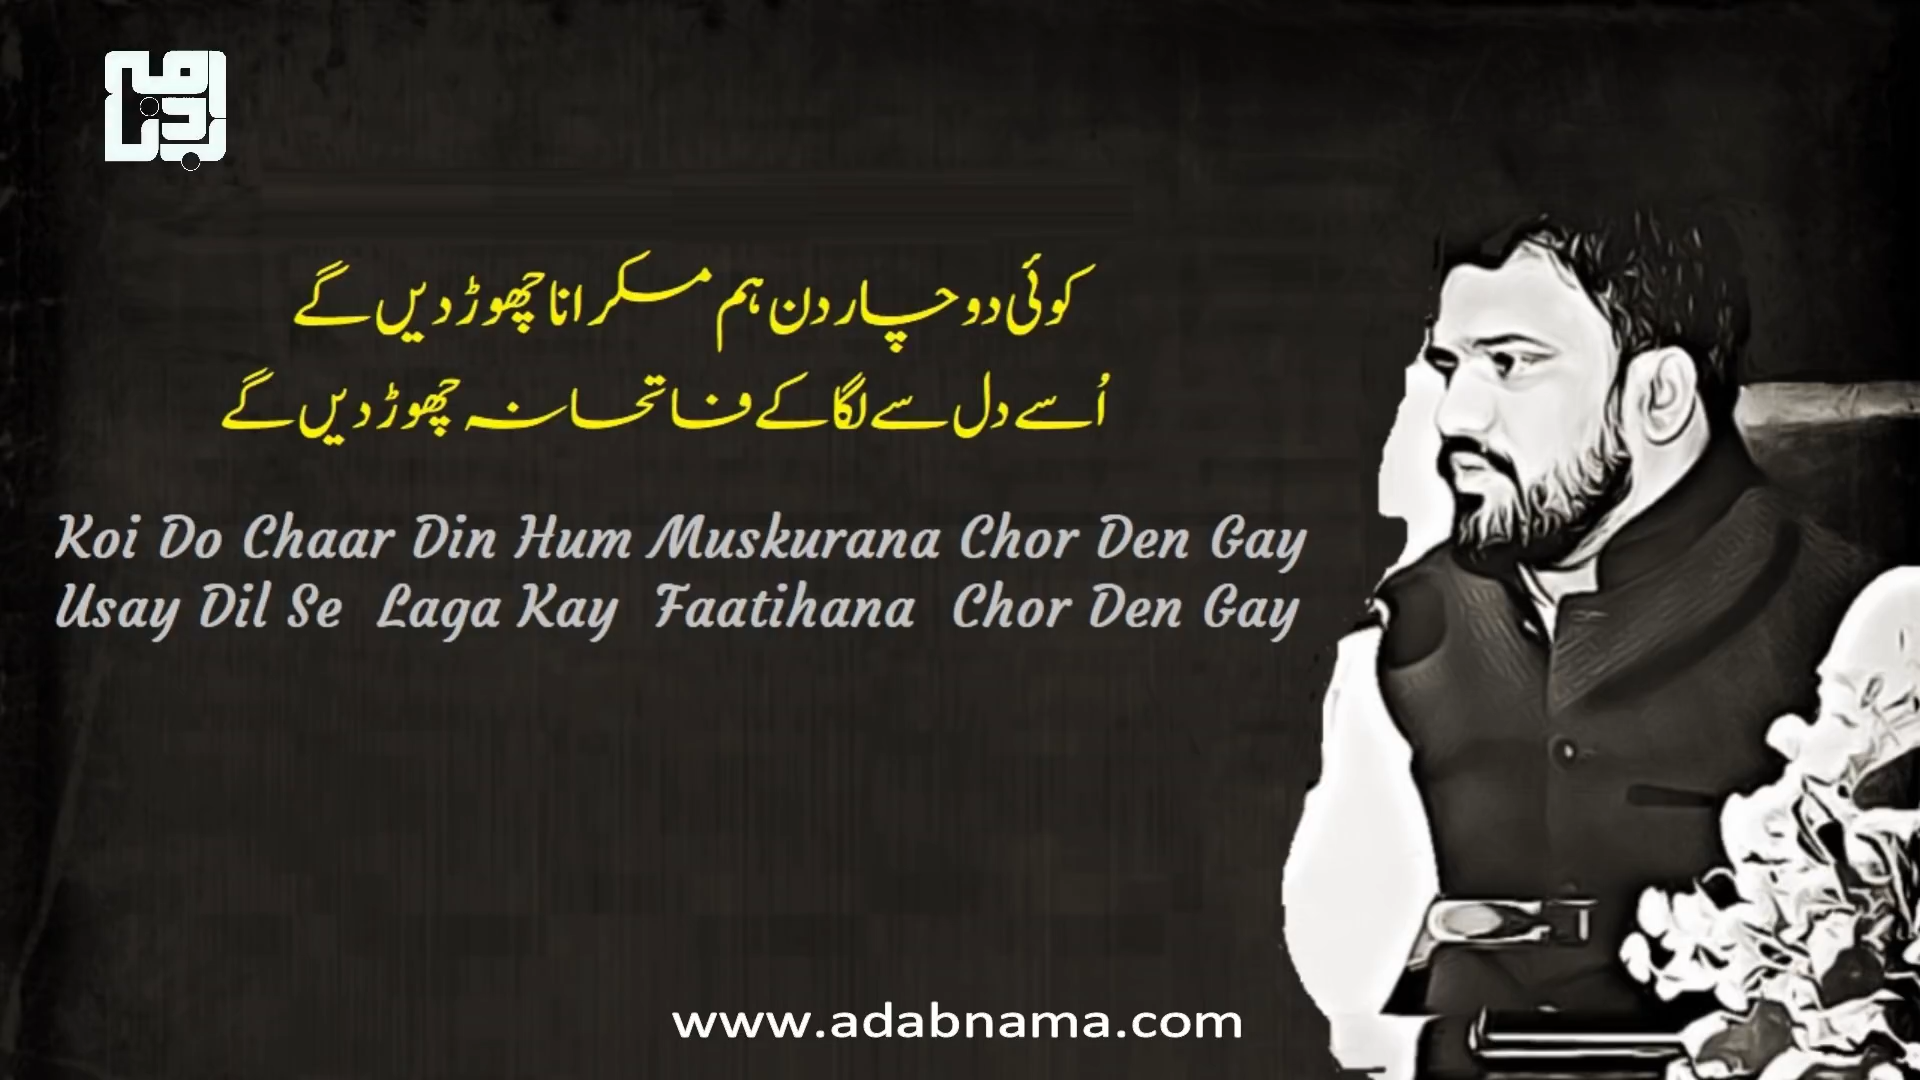 ادب نامہ
کوئی دو چار دن ہم مسکرانا چھوڑ دیں گے
اُسے دل سے لگا کے فاتحانہ چھوڑ دیں گے
Koi Do Chaar Din Hum Muskurana Chor Den Gay
Usay Dil Se Laga Kay Faatihana Chor Den Gay
www.adabnama.com